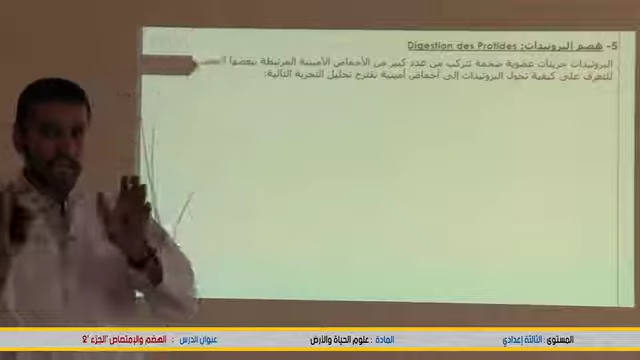 5- هضم البروتيدات: Digestion des Protides
البروتيدات جزيئات عضوية ضخمة تتركب من عدد كبير من الأحماض الأمينية المرتبطة ببعضها
للتعرف على كيفية تحول البروتيدات إلى أحماض أمينية نقترح تحليل التجربة التالية:
المستوى : الثالثة إعدادي المادة : علوم الحياة والأرض عنوان الدرس : الهضم والإمتصاص "الجزء 2"